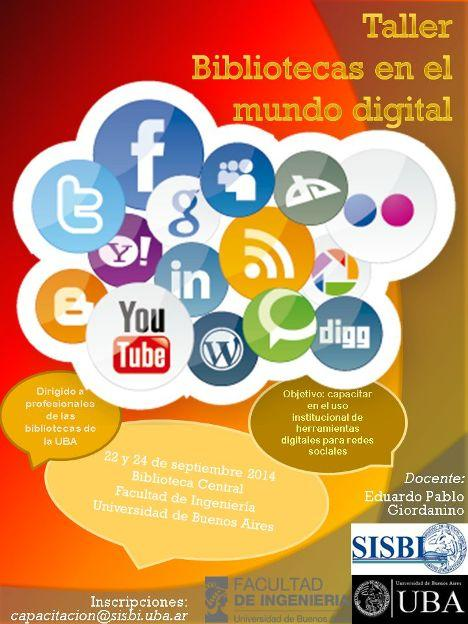 Taller
Bibliotecas en el
mundo digital
f
t
g
Y!
in
You
Tube
W
digg
Dirigido a
profesionales
de las
bibliotecas de
la UBA
Objetivo: capacitar
en el uso
institucional de
herramientas
digitales para redes
sociales
22 y 24 de septiembre 2014
Biblioteca Central
Facultad de Ingeniería
Universidad de Buenos Aires
Docente:
Eduardo Pablo
Giordanino
SISBI
FACULTAD
DE INGENIERIA
Universidad de Buenos
Universidad de Buenos Aires
UBA
Inscripciones:
capacitacion@sisbi.uba.ar